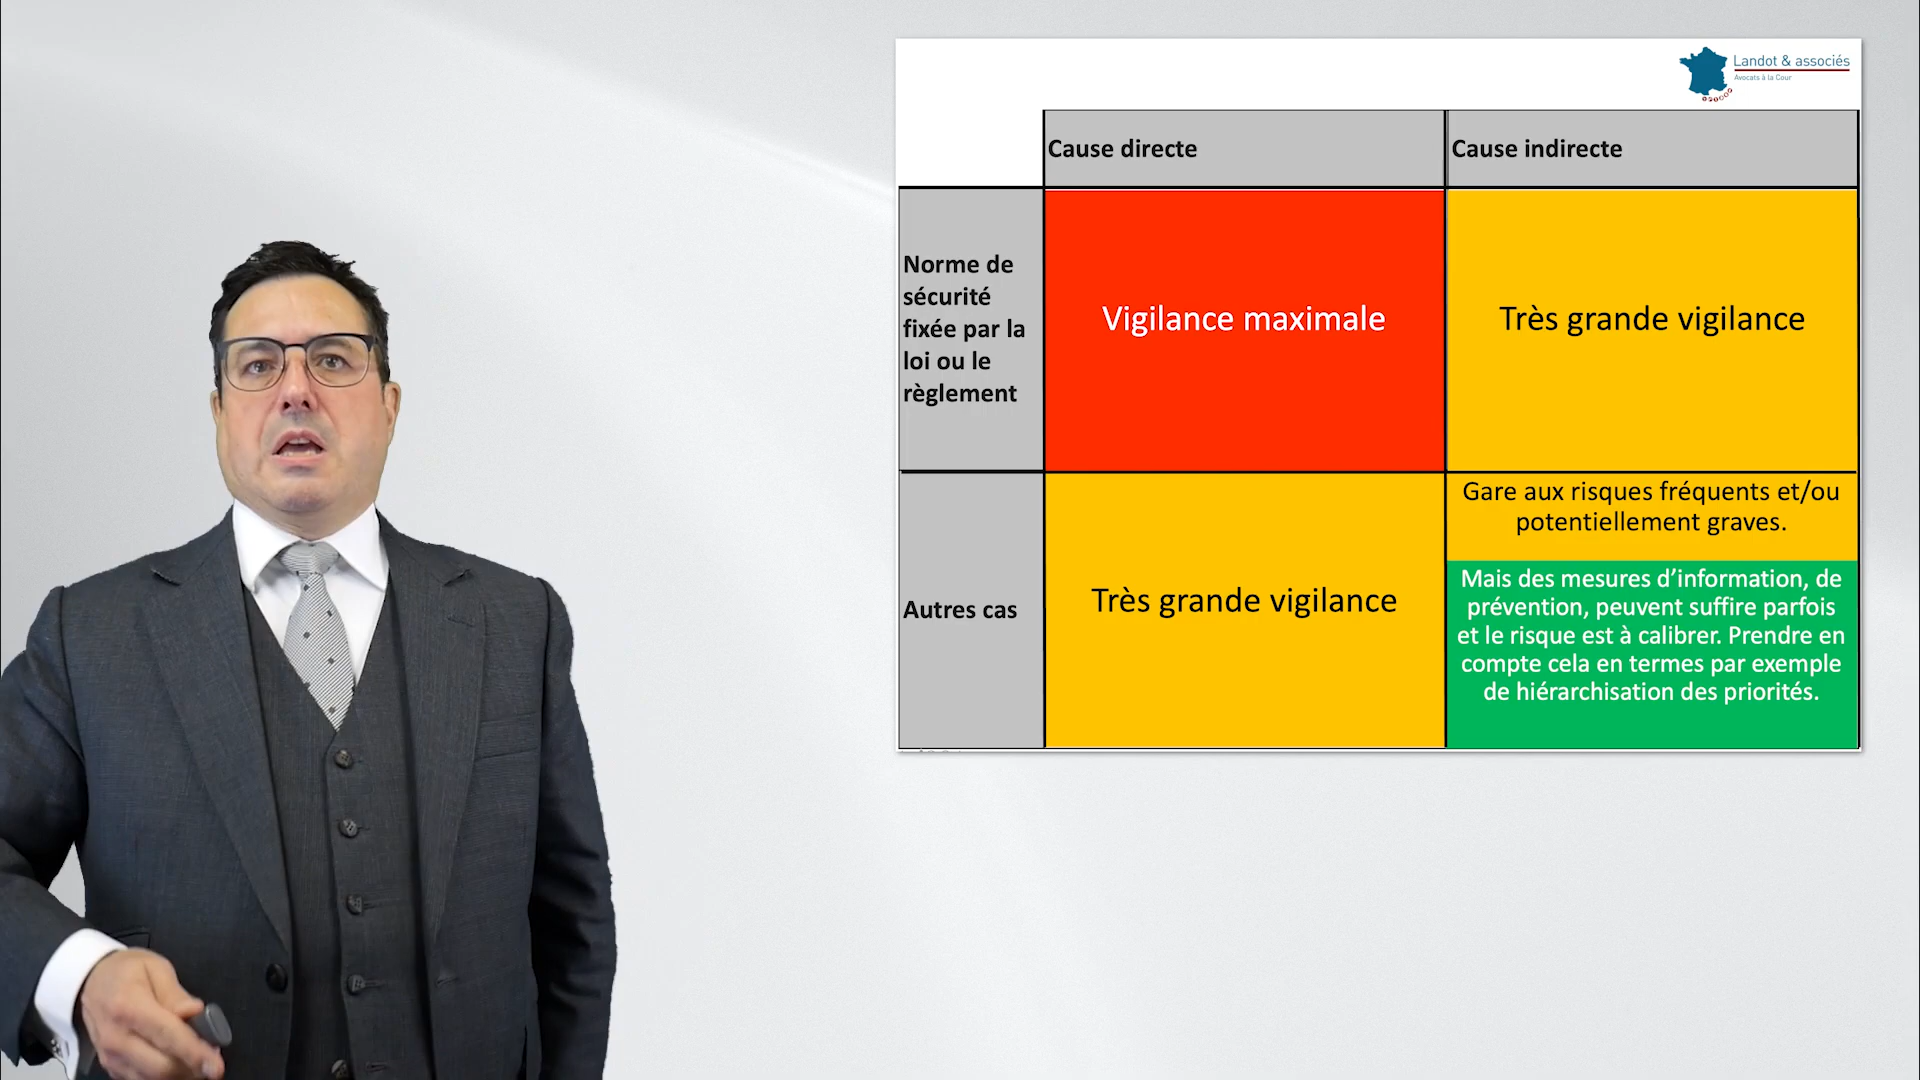 Landot & associés
Avocats à la Cour
Cause directe
Cause indirecte
Norme de
sécurité
fixée par la
loi ou le
règlement
Vigilance maximale
Très grande vigilance
Autres cas
Très grande vigilance
Gare aux risques fréquents et/ou
potentiellement graves.
Mais des mesures d’information, de
prévention, peuvent suffire parfois
et le risque est à calibrer. Prendre en
compte cela en termes par exemple
de hiérarchisation des priorités.